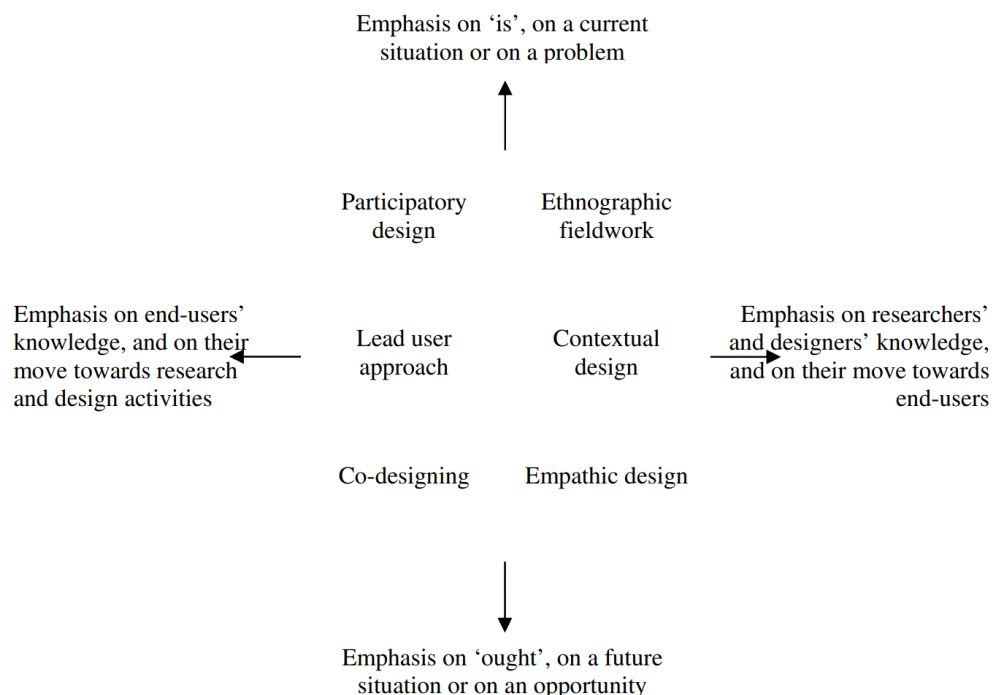 Emphasis on ‘is’, on a current
situation or on a problem
Participatory
design
Ethnographic
fieldwork
Emphasis on end-users’
knowledge, and on their
move towards research
and design activities
Lead user
approach
Contextual
design
Emphasis on researchers’
and designers’ knowledge,
and on their move towards
end-users
Co-designing
Empathic design
Emphasis on ‘ought’, on a future
situation or on an opportunity